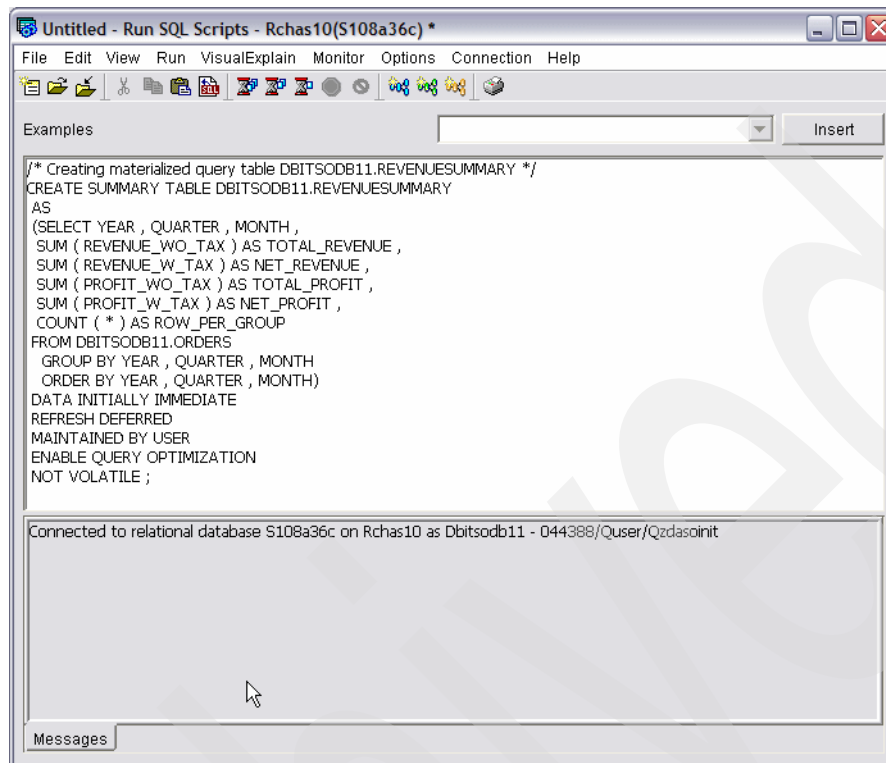 Untitled - Run SQL Scripts - Rchas10(S108a36c) *
File Edit View Run VisualExplain Monitor Options Connection Help
Examples
Insert
/* Creating materialized query table DBITSODB11.REVENUESUMMARY */
CREATE SUMMARY TABLE DBITSODB11.REVENUESUMMARY
AS
(SELECT YEAR , QUARTER , MONTH ,
SUM ( REVENUE_WO_TAX ) AS TOTAL_REVENUE ,
SUM ( REVENUE_W_TAX ) AS NET_REVENUE ,
SUM ( PROFIT_WO_TAX ) AS TOTAL_PROFIT ,
SUM ( PROFIT_W_TAX ) AS NET_PROFIT ,
COUNT ( * ) AS ROW_PER_GROUP
FROM DBITSODB11.ORDERS
GROUP BY YEAR , QUARTER , MONTH
ORDER BY YEAR , QUARTER , MONTH)
DATA INITIALLY IMMEDIATE
REFRESH DEFERRED
MAINTAINED BY USER
ENABLE QUERY OPTIMIZATION
NOT VOLATILE ;
Connected to relational database S108a36c on Rchas10 as Dbitsodb11 - 044388/Quser/Qzdasoinit
Messages